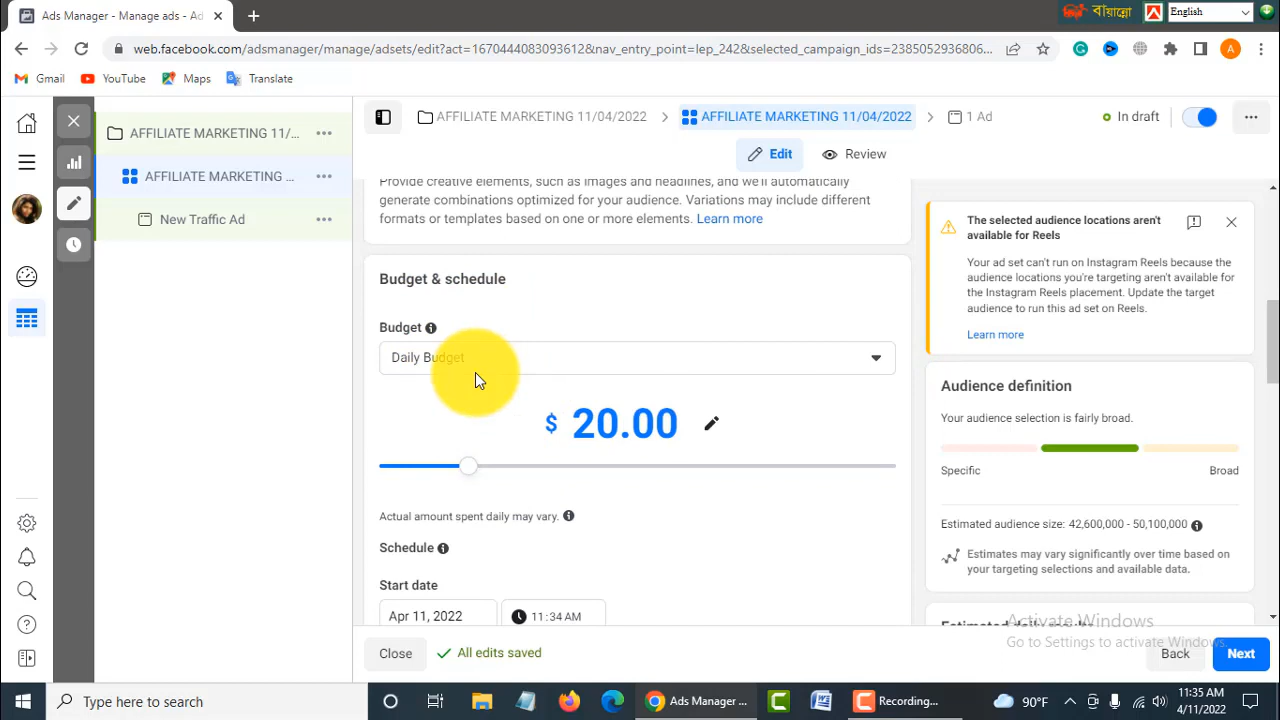 Ads Manager - Manage ads - Ad
বায়ান্নো
English
web.facebook.com/adsmanager/manage/adsets/edit?act=1670444083093612&nav_entry_point=lep_242&selected_campaign_ids=2385052936806...
A
Gmail
YouTube
Maps
Translate
AFFILIATE MARKETING 11/...
AFFILIATE MARKETING ...
New Traffic Ad
AFFILIATE MARKETING 11/04/2022
AFFILIATE MARKETING 11/04/2022
1 Ad
In draft
Edit
Review
Provide creative elements, such as images and headlines, and we'll automatically
generate combinations optimized for your audience. Variations may include different
formats or templates based on one or more elements. Learn more
Budget & schedule
Budget
Daily Budget
$ 20.00
Actual amount spent daily may vary.
Schedule
Start date
Apr 11, 2022
11:34 AM
Close
All edits saved
Back
Next
The selected audience locations aren't
available for Reels
Your ad set can't run on Instagram Reels because the
audience locations you're targeting aren't available for
the Instagram Reels placement. Update the target
audience to run this ad set on Reels.
Learn more
Audience definition
Your audience selection is fairly broad.
Specific
Broad
Estimated audience size: 42,600,000 - 50,100,000
Estimates may vary significantly over time based on
your targeting selections and available data.
Estimated daily results
Activate Windows
Go to Settings to activate Windows.
Type here to search
Ads Manager ...
Recording...
90°F
11:35 AM
4/11/2022